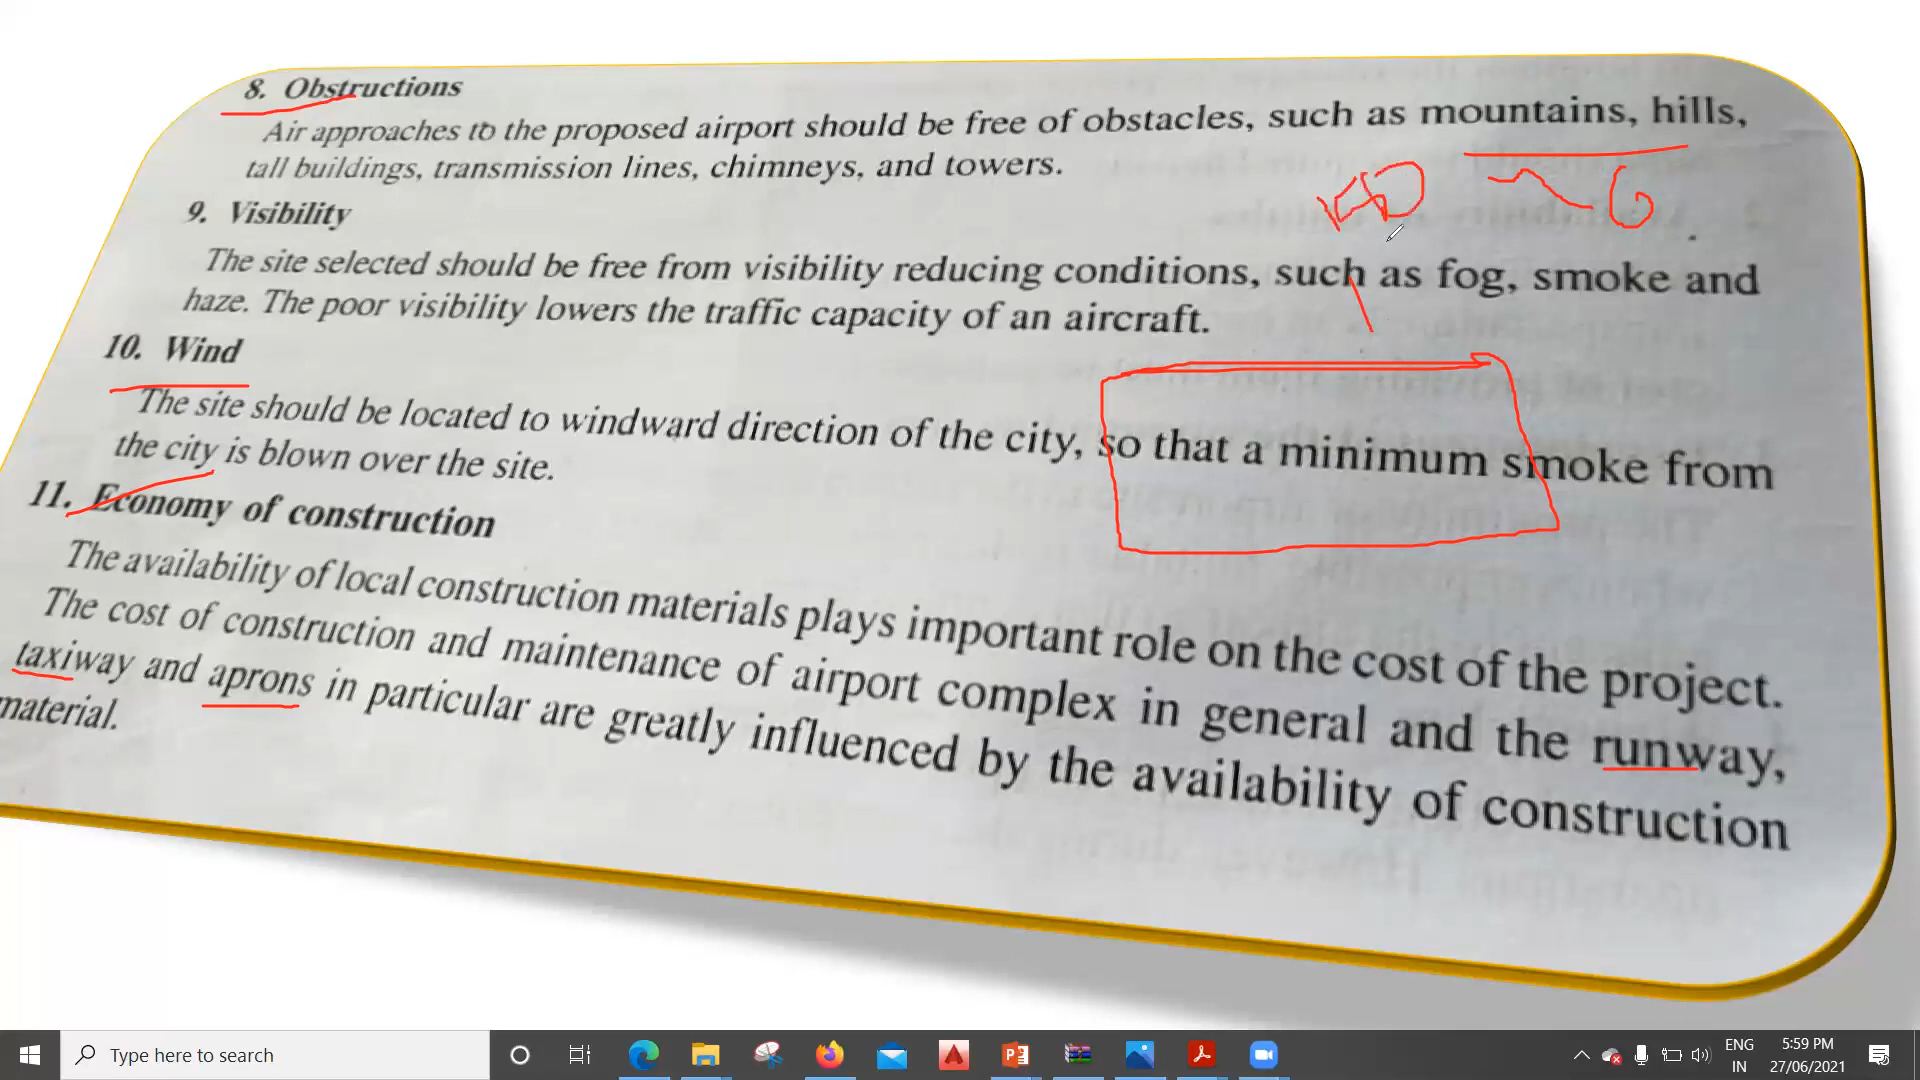 8. Obstructions
Air approaches to the proposed airport should be free of obstacles, such as mountains, hills,
tall buildings, transmission lines, chimneys, and towers.
9. Visibility
The site selected should be free from visibility reducing conditions, such as fog, smoke and
haze. The poor visibility lowers the traffic capacity of an aircraft.
10. Wind
The site should be located to windward direction of the city, so that a minimum smoke from
the city is blown over the site.
11. Economy of construction
The availability of local construction materials plays important role on the cost of the project.
The cost of construction and maintenance of airport complex in general and the runway,
taxiway and aprons in particular are greatly influenced by the availability of construction
material.
Type here to search
ENG
IN
5:59 PM
27/06/2021